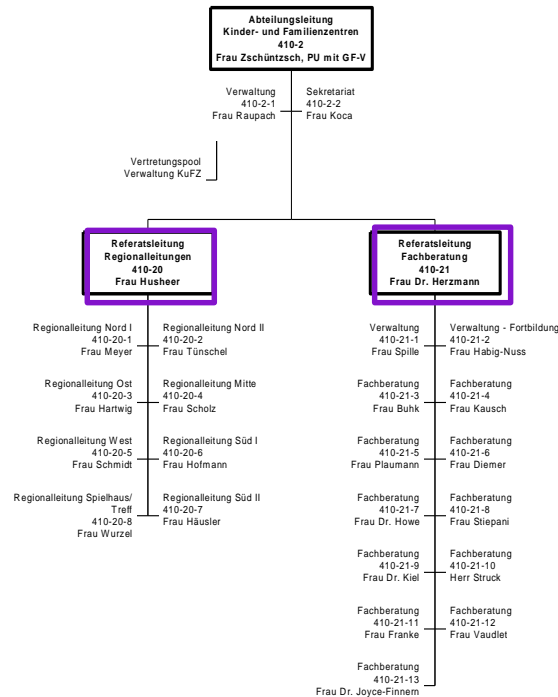 Abteilungsleitung
Kinder- und Familienzentren
410-2
Frau Zschüntzsch, PU mit GF-V
Verwaltung
410-2-1
Frau Raupach
Sekretariat
410-2-2
Frau Koca
Vertretungspool
Verwaltung KuFZ
Referatsleitung
Regionalleitungen
410-20
Frau Husheer
Referatsleitung
Fachberatung
410-21
Frau Dr. Herzmann
Regionalleitung Nord I
410-20-1
Frau Meyer
Regionalleitung Nord II
410-20-2
Frau Tünschel
Regionalleitung Ost
410-20-3
Frau Hartwig
Regionalleitung Mitte
410-20-4
Frau Scholz
Regionalleitung West
410-20-5
Frau Schmidt
Regionalleitung Süd I
410-20-6
Frau Hofmann
Regionalleitung Spielhaus/
Treff
410-20-8
Frau Wurzel
Regionalleitung Süd II
410-20-7
Frau Häusler
Verwaltung
410-21-1
Frau Spille
Verwaltung - Fortbildung
410-21-2
Frau Habig-Nuss
Fachberatung
410-21-3
Frau Buhk
Fachberatung
410-21-4
Frau Kausch
Fachberatung
410-21-5
Frau Plaumann
Fachberatung
410-21-6
Frau Diemer
Fachberatung
410-21-7
Frau Dr. Howe
Fachberatung
410-21-8
Frau Stiepani
Fachberatung
410-21-9
Frau Dr. Kiel
Fachberatung
410-21-10
Herr Struck
Fachberatung
410-21-11
Frau Franke
Fachberatung
410-21-12
Frau Vaudlet
Fachberatung
410-21-13
Frau Dr. Joyce-Finnern